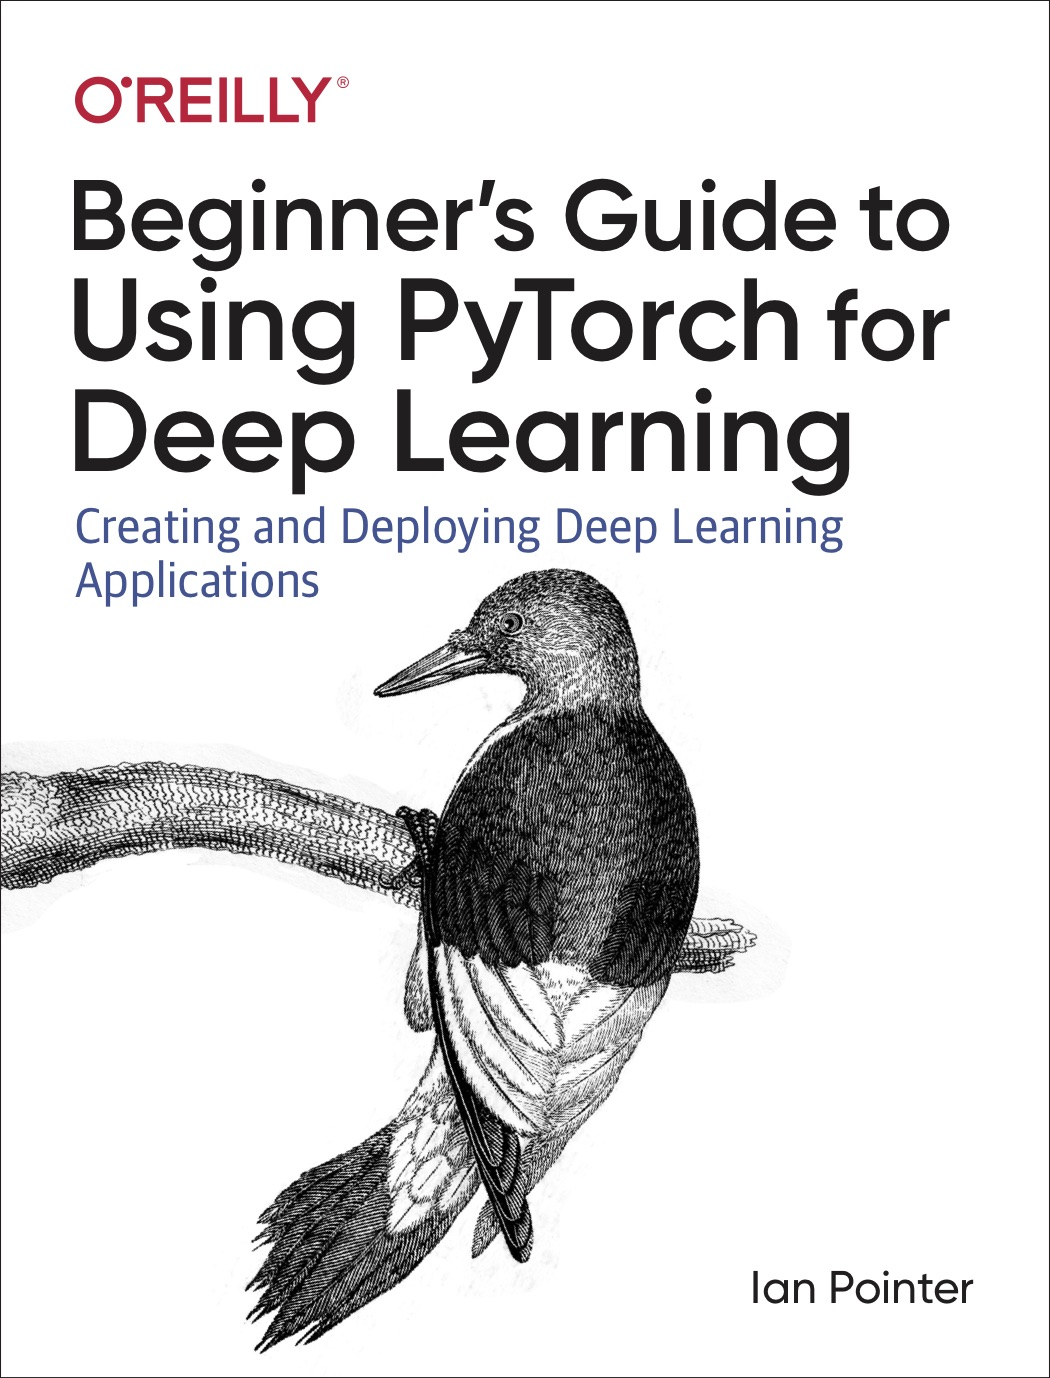 O'REILLY®
Beginner's Guide to
Using PyTorch for
Deep Learning
Creating and Deploying Deep Learning
Applications
Ian Pointer